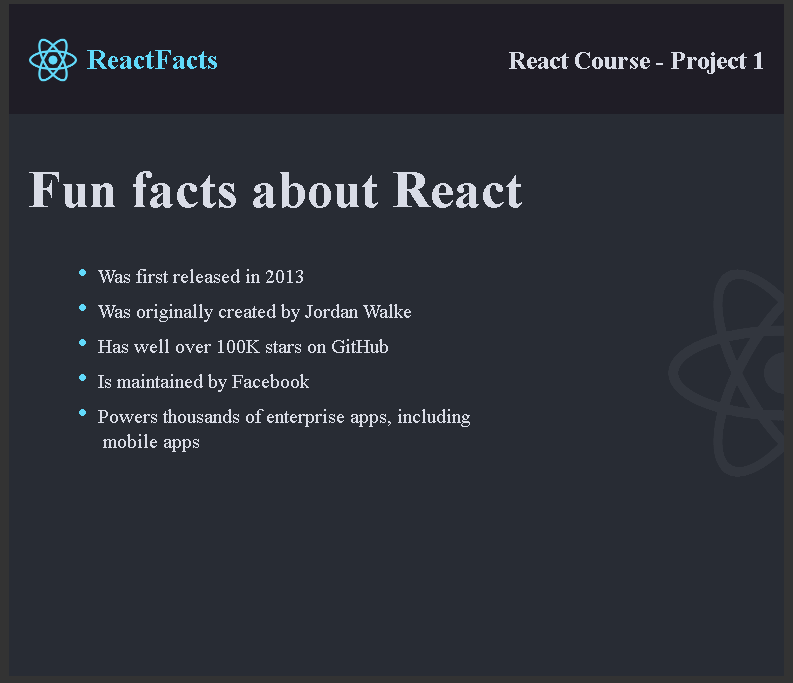 ReactFacts
React Course - Project 1
Fun facts about React
Was first released in 2013
Was originally created by Jordan Walke
Has well over 100K stars on GitHub
Is maintained by Facebook
Powers thousands of enterprise apps, including
mobile apps